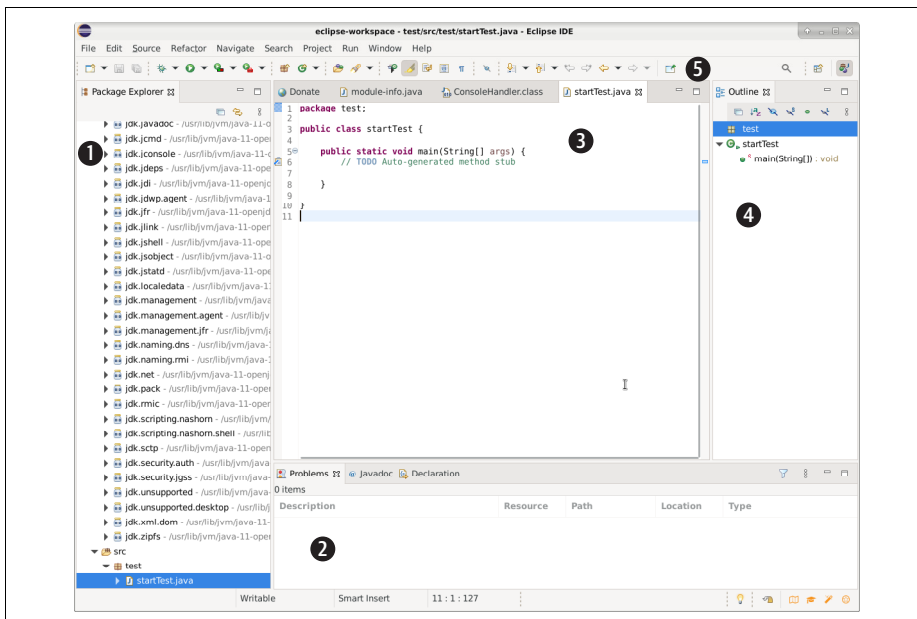 eclipse-workspace - test/src/test/startTest.java - Eclipse IDE
File Edit Source Refactor Navigate Search Project Run Window Help
5
Package Explorer
1
jdk.javadoc - /usr/lib/jvm/java-11-o
jdk.jcmd - /usr/lib/jvm/java-11-ope
jdk.jconsole - /usr/lib/jvm/java-11-o
jdk.jdeps - /usr/lib/jvm/java-11-op
jdk.jdi - /usr/lib/jvm/java-11-openjc
jdk.jdwp.agent - /usr/lib/jvm/java-1
jdk.jfr - /usr/lib/jvm/java-11-openjd
jdk.jlink - /usr/lib/jvm/java-11-oper
jdk.jshell - /usr/lib/jvm/java-11-ope
jdk.jsobject - /usr/lib/jvm/java-11-o
jdk.jstatd - /usr/lib/jvm/java-11-ope
jdk.localedata - /usr/lib/jvm/java-1
jdk.management - /usr/lib/jvm/java
jdk.management.agent - /usr/lib/jv
jdk.management.jfr - /usr/lib/jvm/j
jdk.naming.dns - /usr/lib/jvm/java-
jdk.naming.rmi - /usr/lib/jvm/java-1
jdk.net - /usr/lib/jvm/java-11-openj
jdk.pack - /usr/lib/jvm/java-11-oper
jdk.rmic - /usr/lib/jvm/java-11-oper
jdk.scripting.nashorn - /usr/lib/jvm/
jdk.scripting.nashorn.shell - /usr/lib
jdk.sctp - /usr/lib/jvm/java-11-open
jdk.security.auth - /usr/lib/jvm/java
jdk.security.jgss - /usr/lib/jvm/java-
jdk.unsupported - /usr/lib/jvm/java-
jdk.unsupported.desktop - /usr/lib/j
jdk.xml.dom - /usr/lib/jvm/java-11-
jdk.zipfs - /usr/lib/jvm/java-11-oper
src
test
startTest.java
Donate module-info.java ConsoleHandler.class startTest.java
3
1 package test;
2
3 public class startTest {
4
5 public static void main(String[] args) {
6 // TODO Auto-generated method stub
7
8 }
9
10 }
11
Outline
test
startTest
main(String[]) : void
4
Problems Javadoc Declaration
0 items
Description Resource Path Location Type
2
Writable Smart Insert 11 : 1 : 127